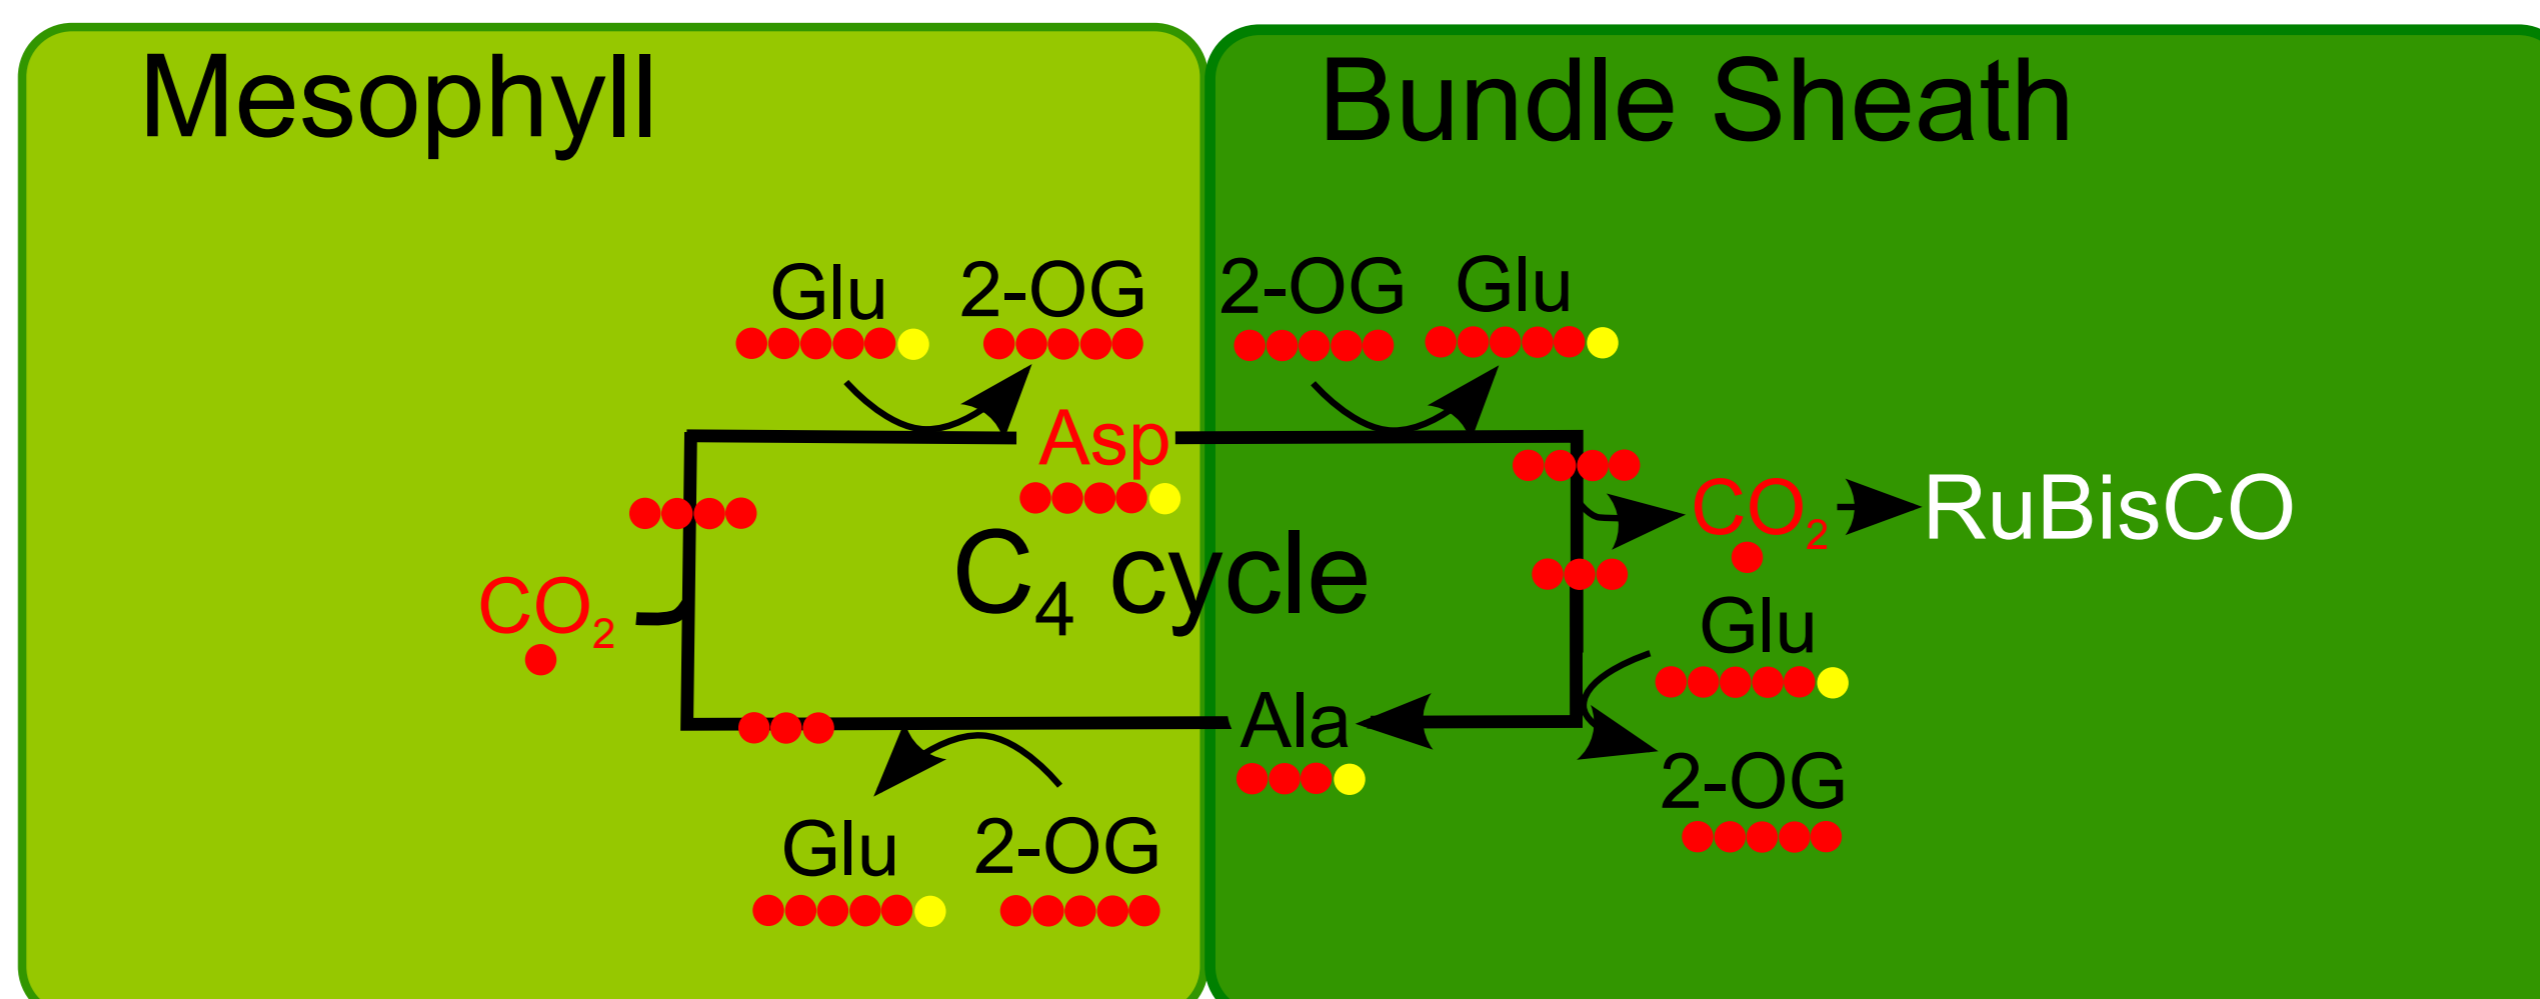 Mesophyll
Bundle Sheath
Glu 2-OG
2-OG Glu
Asp
C₄ cycle
CO₂
CO₂ RuBisCO
Glu
Ala
2-OG
Glu 2-OG